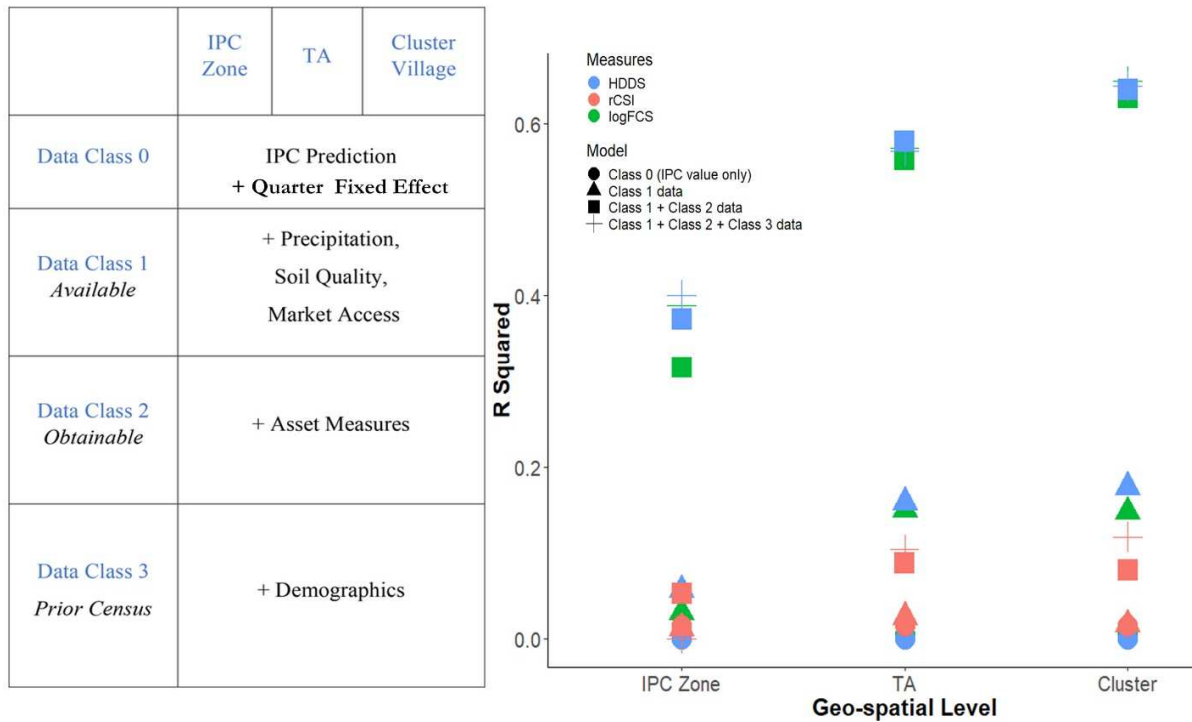 IPC
Zone
TA
Cluster
Village
Data Class 0
IPC Prediction
+ Quarter Fixed Effect
Data Class 1
Available
+ Precipitation,
Soil Quality,
Market Access
Data Class 2
Obtainable
+ Asset Measures
Data Class 3
Prior Census
+ Demographics
Measures
HDDS
rCSI
logFCS
Model
Class 0 (IPC value only)
Class 1 data
Class 1 + Class 2 data
Class 1 + Class 2 + Class 3 data
R Squared
0.6
0.4
0.2
0.0
IPC Zone
TA
Cluster
Geo-spatial Level